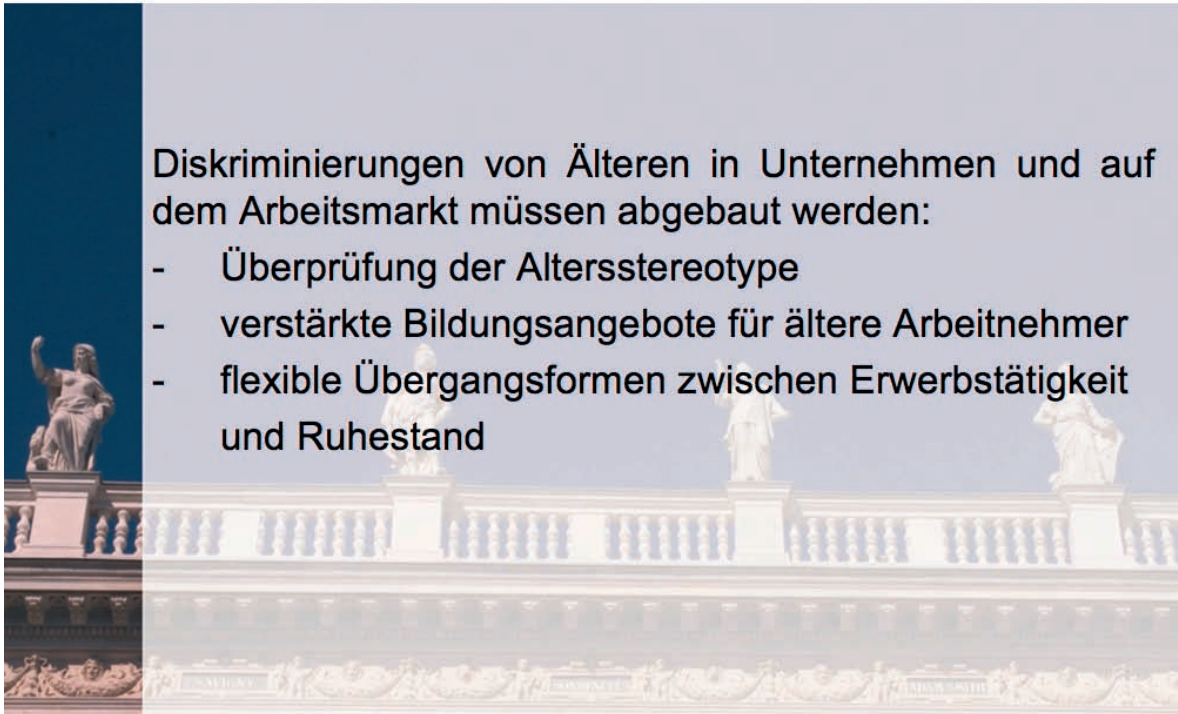 Diskriminierungen von Älteren in Unternehmen und auf
dem Arbeitsmarkt müssen abgebaut werden:
- Überprüfung der Altersstereotype
- verstärkte Bildungsangebote für ältere Arbeitnehmer
- flexible Übergangsformen zwischen Erwerbstätigkeit
und Ruhestand
SAVIGNY